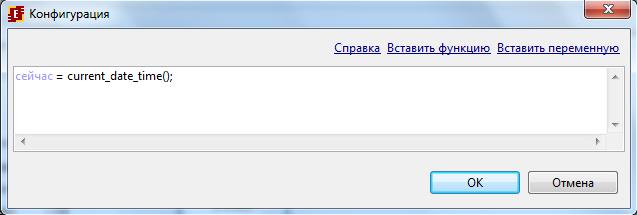 Конфигурация
Справка Вставить функцию Вставить переменную
сейчас = current_date_time();
OK Отмена